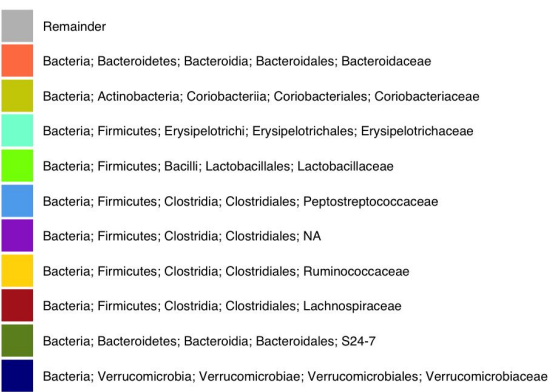 Remainder
Bacteria; Bacteroidetes; Bacteroidia; Bacteroidales; Bacteroidaceae
Bacteria; Actinobacteria; Coriobacteriia; Coriobacteriales; Coriobacteriaceae
Bacteria; Firmicutes; Erysipelotrichi; Erysipelotrichales; Erysipelotrichaceae
Bacteria; Firmicutes; Bacilli; Lactobacillales; Lactobacillaceae
Bacteria; Firmicutes; Clostridia; Clostridiales; Peptostreptococcaceae
Bacteria; Firmicutes; Clostridia; Clostridiales; NA
Bacteria; Firmicutes; Clostridia; Clostridiales; Ruminococcaceae
Bacteria; Firmicutes; Clostridia; Clostridiales; Lachnospiraceae
Bacteria; Bacteroidetes; Bacteroidia; Bacteroidales; S24-7
Bacteria; Verrucomicrobia; Verrucomicrobiae; Verrucomicrobiales; Verrucomicrobiaceae